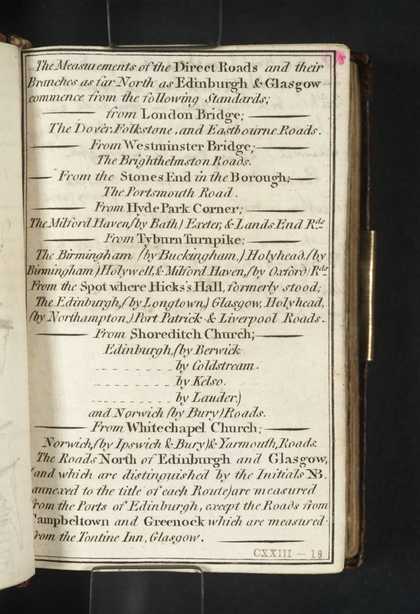 The Measurements of the Direct Roads and their
Branches as far North as Edinburgh & Glasgow
commence from the following Standards;
from London Bridge;
The Dover, Folkstone, and Eastbourne Roads.
From Westminster Bridge;
The Brighthelmston Roads.
From the Stones End in the Borough;
The Portsmouth Road.
From Hyde Park Corner;
The Milford Haven, (by Bath) Exeter, & Lands End Rds
From Tyburn Turnpike;
The Birmingham (by Buckingham,) Holyhead, (by
Birmingham) Holywell, & Milford Haven, (by Oxford) Rds
From the Spot where Hicks's Hall, formerly stood;
The Edinburgh, (by Longtown,) Glasgow, Holyhead,
(by Northampton,) Port Patrick & Liverpool Roads.
From Shoreditch Church;
Edinburgh, (by Berwick
by Coldstream.
by Kelso.
by Lauder.)
and Norwich (by Bury) Roads.
From Whitechapel Church;
Norwich, (by Ipswich & Bury) & Yarmouth, Roads.
The Roads North of Edinburgh and Glasgow,
(and which are distinguished by the Initials NB.
annexed to the title of each Route) are measured
from the Ports of Edinburgh, except the Roads from
Campbeltown and Greenock which are measured
from the Tontine Inn, Glasgow.
CXXIII - 18